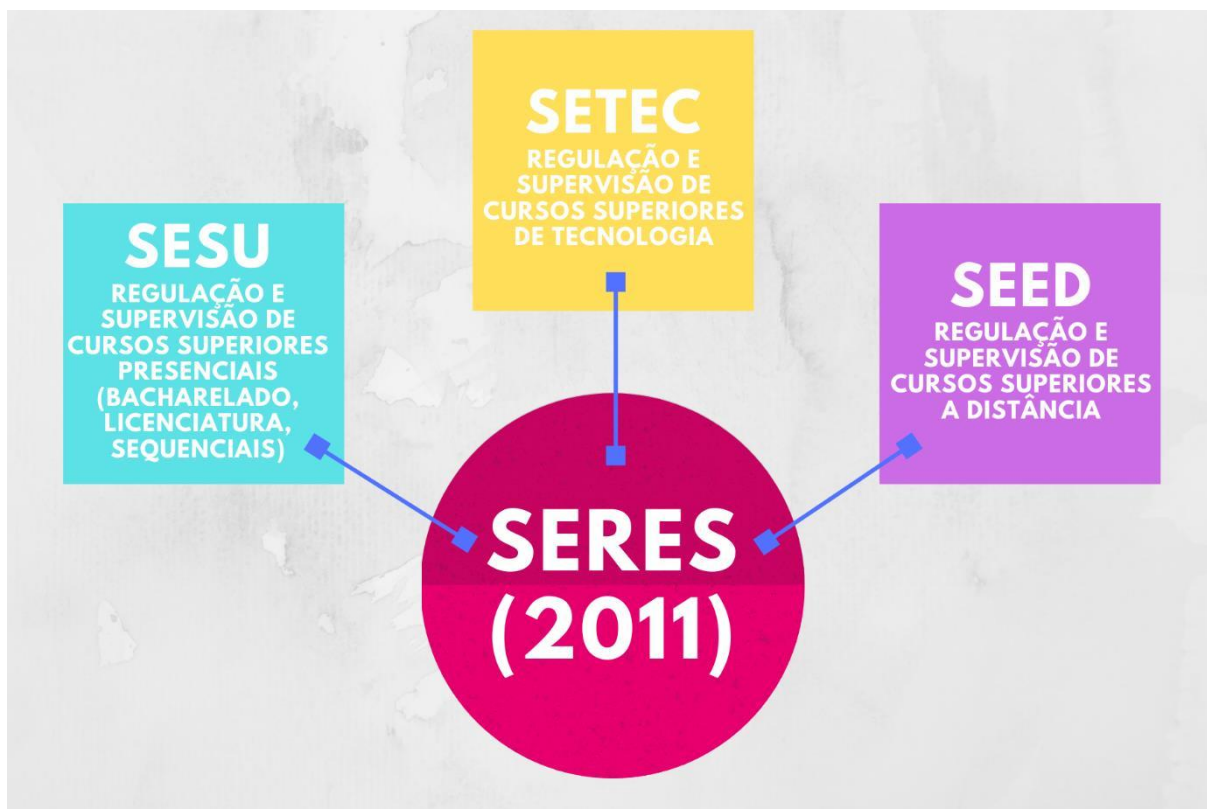 SETEC
REGULAÇÃO E
SUPERVISÃO DE
CURSOS SUPERIORES
DE TECNOLOGIA
SESU
REGULAÇÃO E
SUPERVISÃO DE
CURSOS SUPERIORES
PRESENCIAIS
(BACHARELADO,
LICENCIATURA,
SEQUENCIAIS)
SEED
REGULAÇÃO E
SUPERVISÃO DE
CURSOS SUPERIORES
A DISTÂNCIA
SERES
(2011)